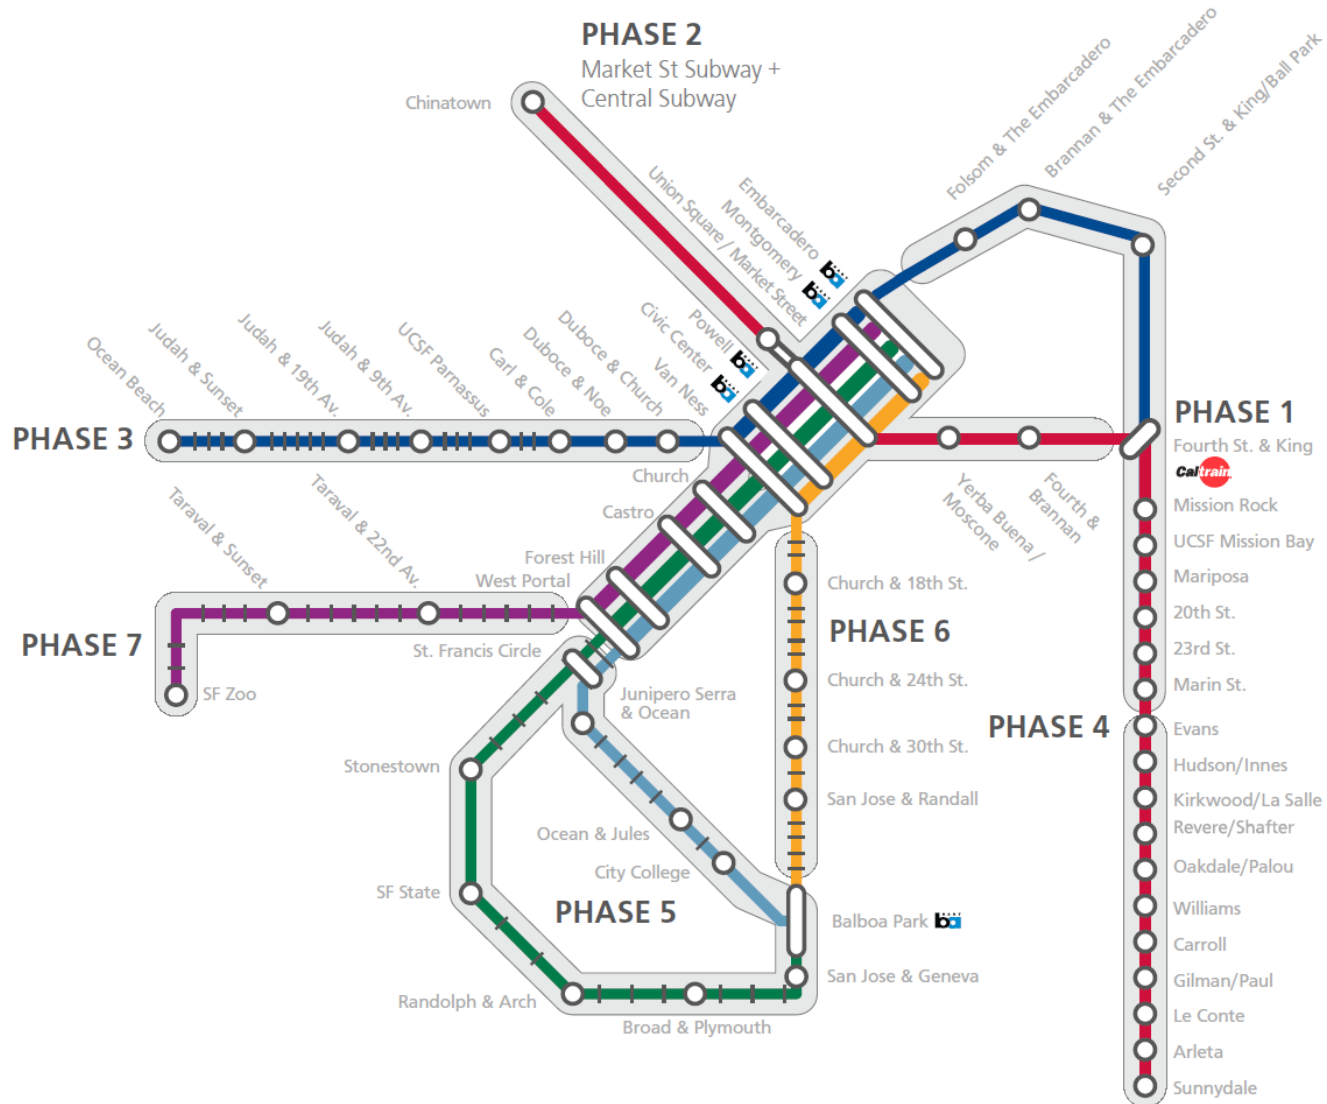 PHASE 2
Market St Subway +
Central Subway
Chinatown
Folsom & The Embarcadero
Brannan & The Embarcadero
Second St. & King/Ball Park
Embarcadero
Montgomery
Union Square / Market Street
Powell
Civic Center
Van Ness
ba
ba
ba
ba
PHASE 3
Ocean Beach
Judah & Sunset
Judah & 19th Av.
Judah & 9th Av.
UCSF Parnassus
Carl & Cole
Duboce & Noe
Duboce & Church
Church
Castro
Forest Hill
West Portal
PHASE 1
Fourth St. & King
Caltrain
Yerba Buena /
Moscone
Fourth &
Brannan
Mission Rock
UCSF Mission Bay
Mariposa
20th St.
23rd St.
Marin St.
PHASE 7
Taraval & Sunset
Taraval & 22nd Av.
SF Zoo
St. Francis Circle
Junipero Serra
& Ocean
Church & 18th St.
PHASE 6
Church & 24th St.
Church & 30th St.
San Jose & Randall
PHASE 4
Evans
Hudson/Innes
Kirkwood/La Salle
Revere/Shafter
Oakdale/Palou
Williams
Carroll
Gilman/Paul
Le Conte
Arleta
Sunnydale
Stonestown
Ocean & Jules
City College
SF State
PHASE 5
Balboa Park
ba
San Jose & Geneva
Randolph & Arch
Broad & Plymouth